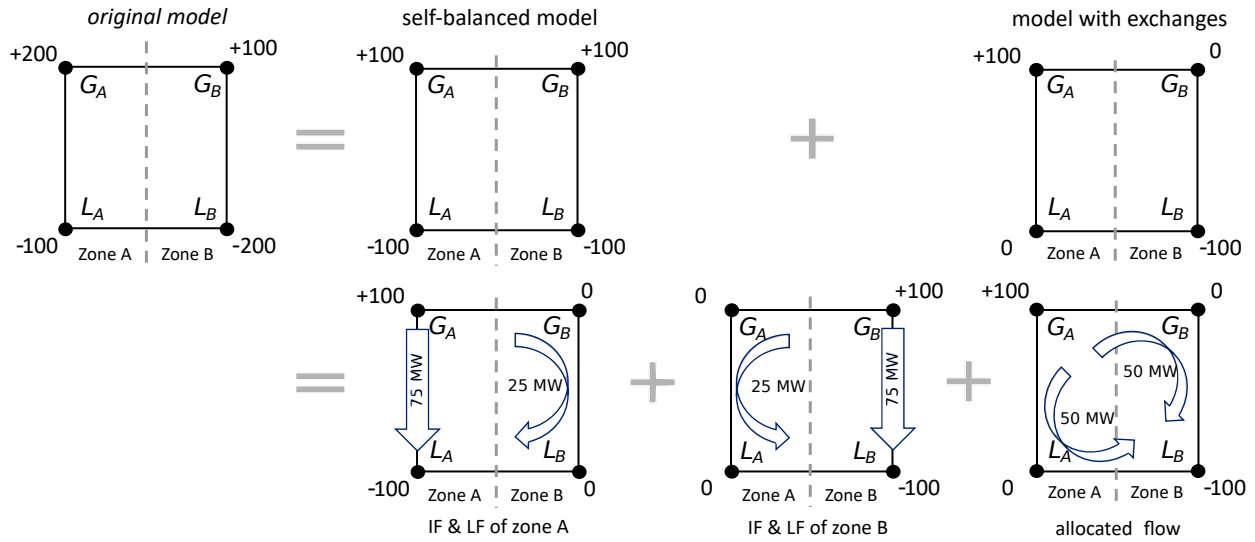 original model
self-balanced model
model with exchanges
+200
+100
G_A
G_B
L_A
L_B
-100
Zone A
Zone B
-200
=
+100
+100
G_A
G_B
L_A
L_B
-100
Zone A
Zone B
-100
+
+100
0
G_A
G_B
L_A
L_B
0
Zone A
Zone B
-100
=
+100
0
G_A
G_B
75 MW
25 MW
L_A
L_B
-100
Zone A
Zone B
0
IF & LF of zone A
+
0
+100
G_A
G_B
25 MW
75 MW
L_A
L_B
0
Zone A
Zone B
-100
IF & LF of zone B
+
+100
0
G_A
G_B
50 MW
50 MW
L_A
L_B
0
Zone A
Zone B
-100
allocated flow